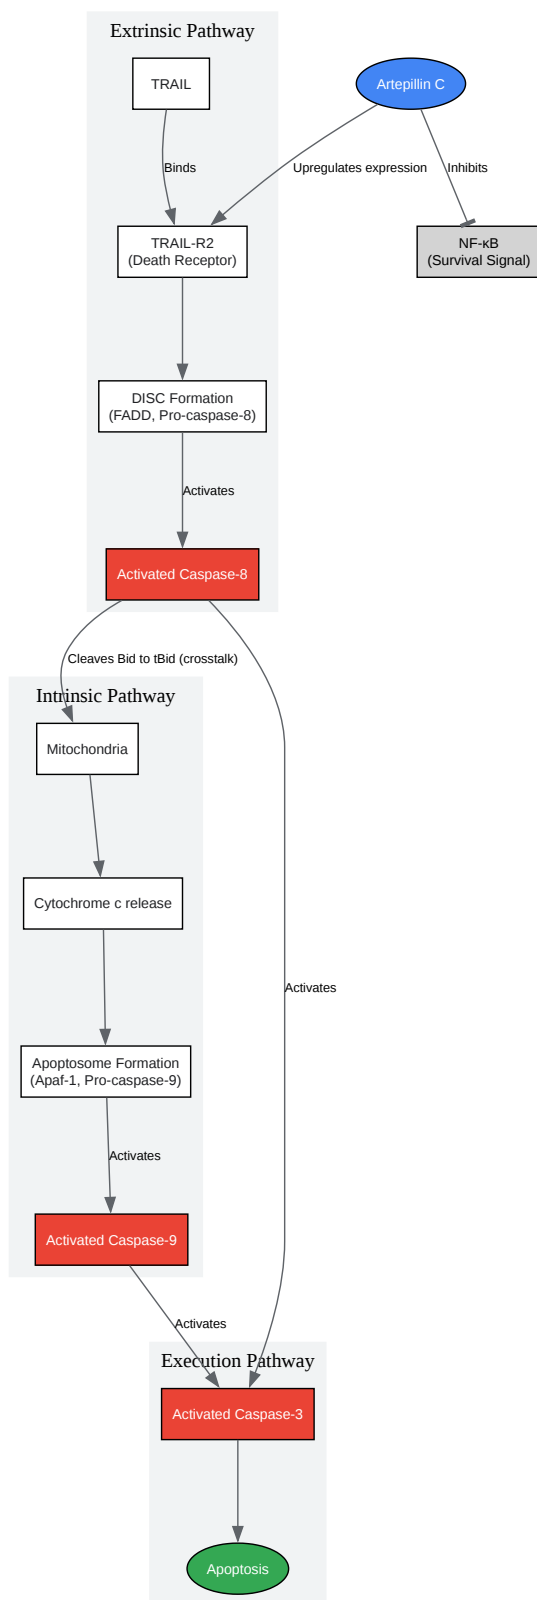 Extrinsic Pathway
TRAIL
Artepillin C
Binds
Upregulates expression
Inhibits
TRAIL-R2
(Death Receptor)
NF-κB
(Survival Signal)
DISC Formation
(FADD, Pro-caspase-8)
Activates
Activated Caspase-8
Cleaves Bid to tBid (crosstalk)
Intrinsic Pathway
Mitochondria
Cytochrome c release
Activates
Apoptosome Formation
(Apaf-1, Pro-caspase-9)
Activates
Activated Caspase-9
Activates
Execution Pathway
Activated Caspase-3
Apoptosis